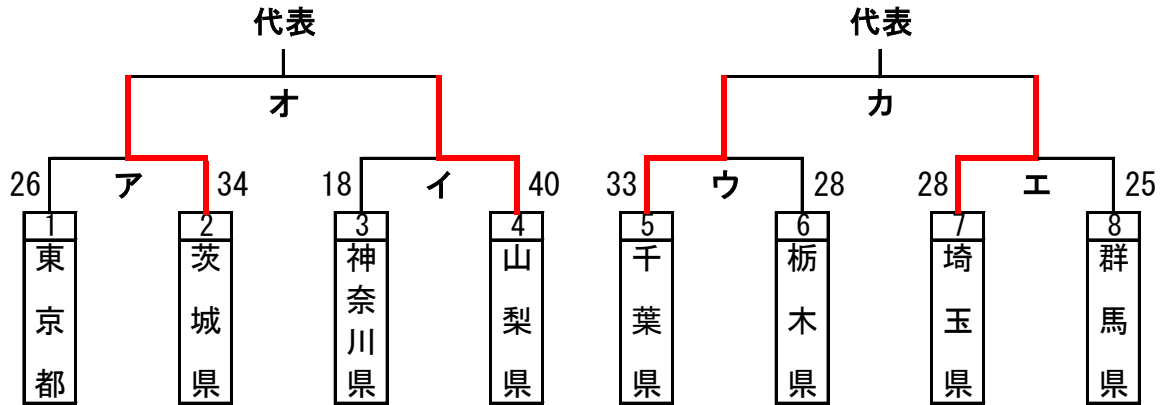 代表 代表
オ カ
26 ア 34 18 イ 40 33 ウ 28 28 エ 25
1 2 3 4 5 6 7 8
東京都 茨城県 神奈川県 山梨県 千葉県 栃木県 埼玉県 群馬県